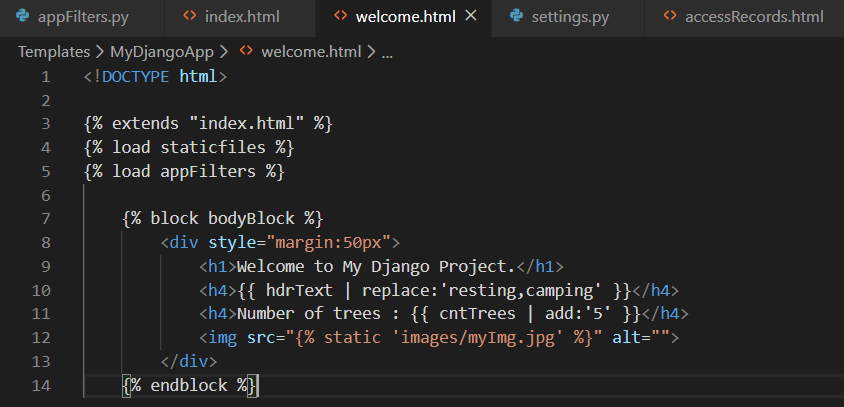 appFilters.py index.html welcome.html settings.py accessRecords.html
Templates > MyDjangoApp > welcome.html > ...
1 <!DOCTYPE html>
2
3 {% extends "index.html" %}
4 {% load staticfiles %}
5 {% load appFilters %}
6
7 {% block bodyBlock %}
8 <div style="margin:50px">
9 <h1>Welcome to My Django Project.</h1>
10 <h4>{{ hdrText | replace:'resting,camping' }}</h4>
11 <h4>Number of trees : {{ cntTrees | add:'5' }}</h4>
12 <img src="{% static 'images/myImg.jpg' %}" alt="">
13 </div>
14 {% endblock %}